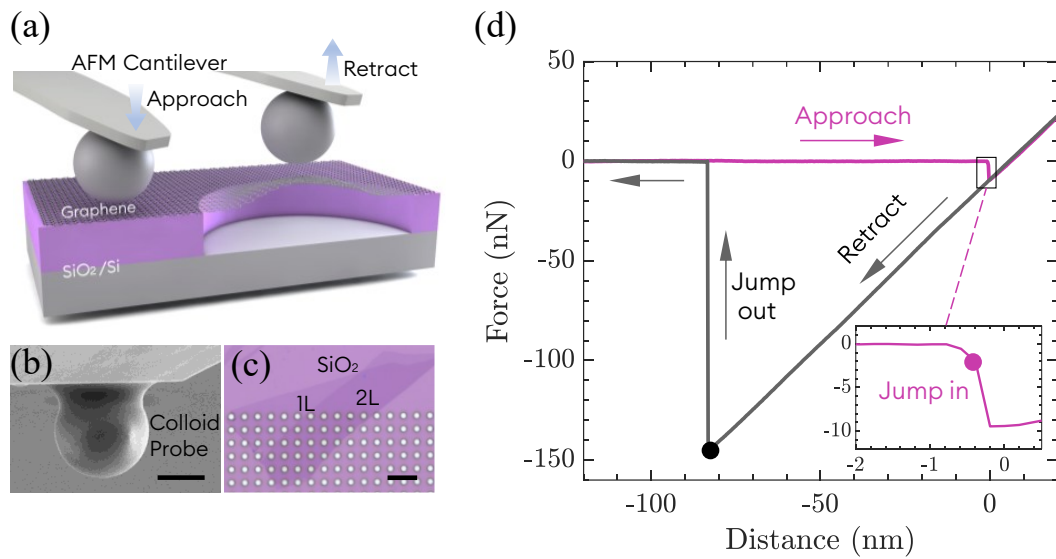 (a)
AFM Cantilever
Approach
Retract
Graphene
SiO₂/Si
(b)
Colloid
Probe
(c)
SiO₂
1L
2L
(d)
50
0
-50
-100
-150
Force (nN)
Approach
Retract
Jump
out
0
-5
-10
Jump in
-2
-1
0
-100
-50
0
Distance (nm)